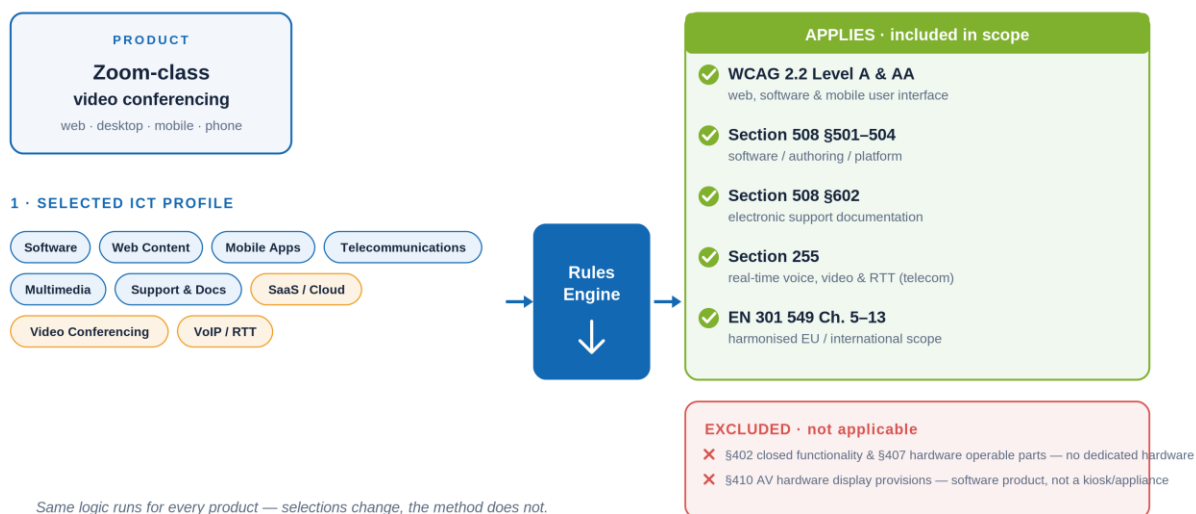 PRODUCT
Zoom-class
video conferencing
web · desktop · mobile · phone
1 · SELECTED ICT PROFILE
Software
Web Content
Mobile Apps
Telecommunications
Multimedia
Support & Docs
SaaS / Cloud
Video Conferencing
VoIP / RTT
Rules
Engine
APPLIES · included in scope
WCAG 2.2 Level A & AA
web, software & mobile user interface
Section 508 §501–504
software / authoring / platform
Section 508 §602
electronic support documentation
Section 255
real-time voice, video & RTT (telecom)
EN 301 549 Ch. 5–13
harmonised EU / international scope
EXCLUDED · not applicable
§402 closed functionality & §407 hardware operable parts — no dedicated hardware
§410 AV hardware display provisions — software product, not a kiosk/appliance
Same logic runs for every product — selections change, the method does not.